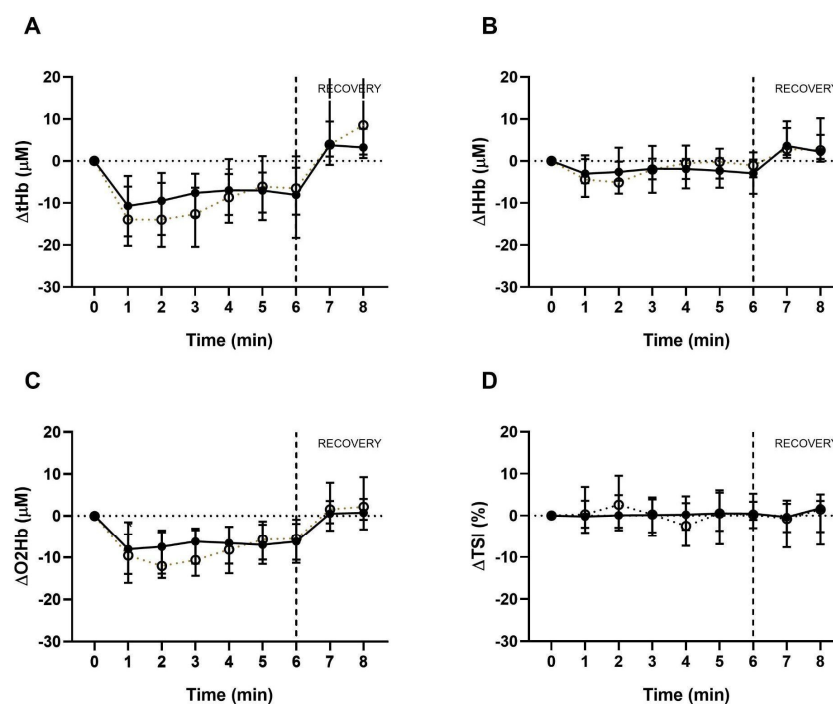 A
20
10
0
-10
-20
-30
ΔtHb (μM)
RECOVERY
0 1 2 3 4 5 6 7 8
Time (min)
B
20
10
0
-10
-20
-30
ΔHHb (μM)
RECOVERY
0 1 2 3 4 5 6 7 8
Time (min)
C
20
10
0
-10
-20
-30
ΔO2Hb (μM)
RECOVERY
0 1 2 3 4 5 6 7 8
Time (min)
D
20
10
0
-10
-20
-30
ΔTSI (%)
RECOVERY
0 1 2 3 4 5 6 7 8
Time (min)